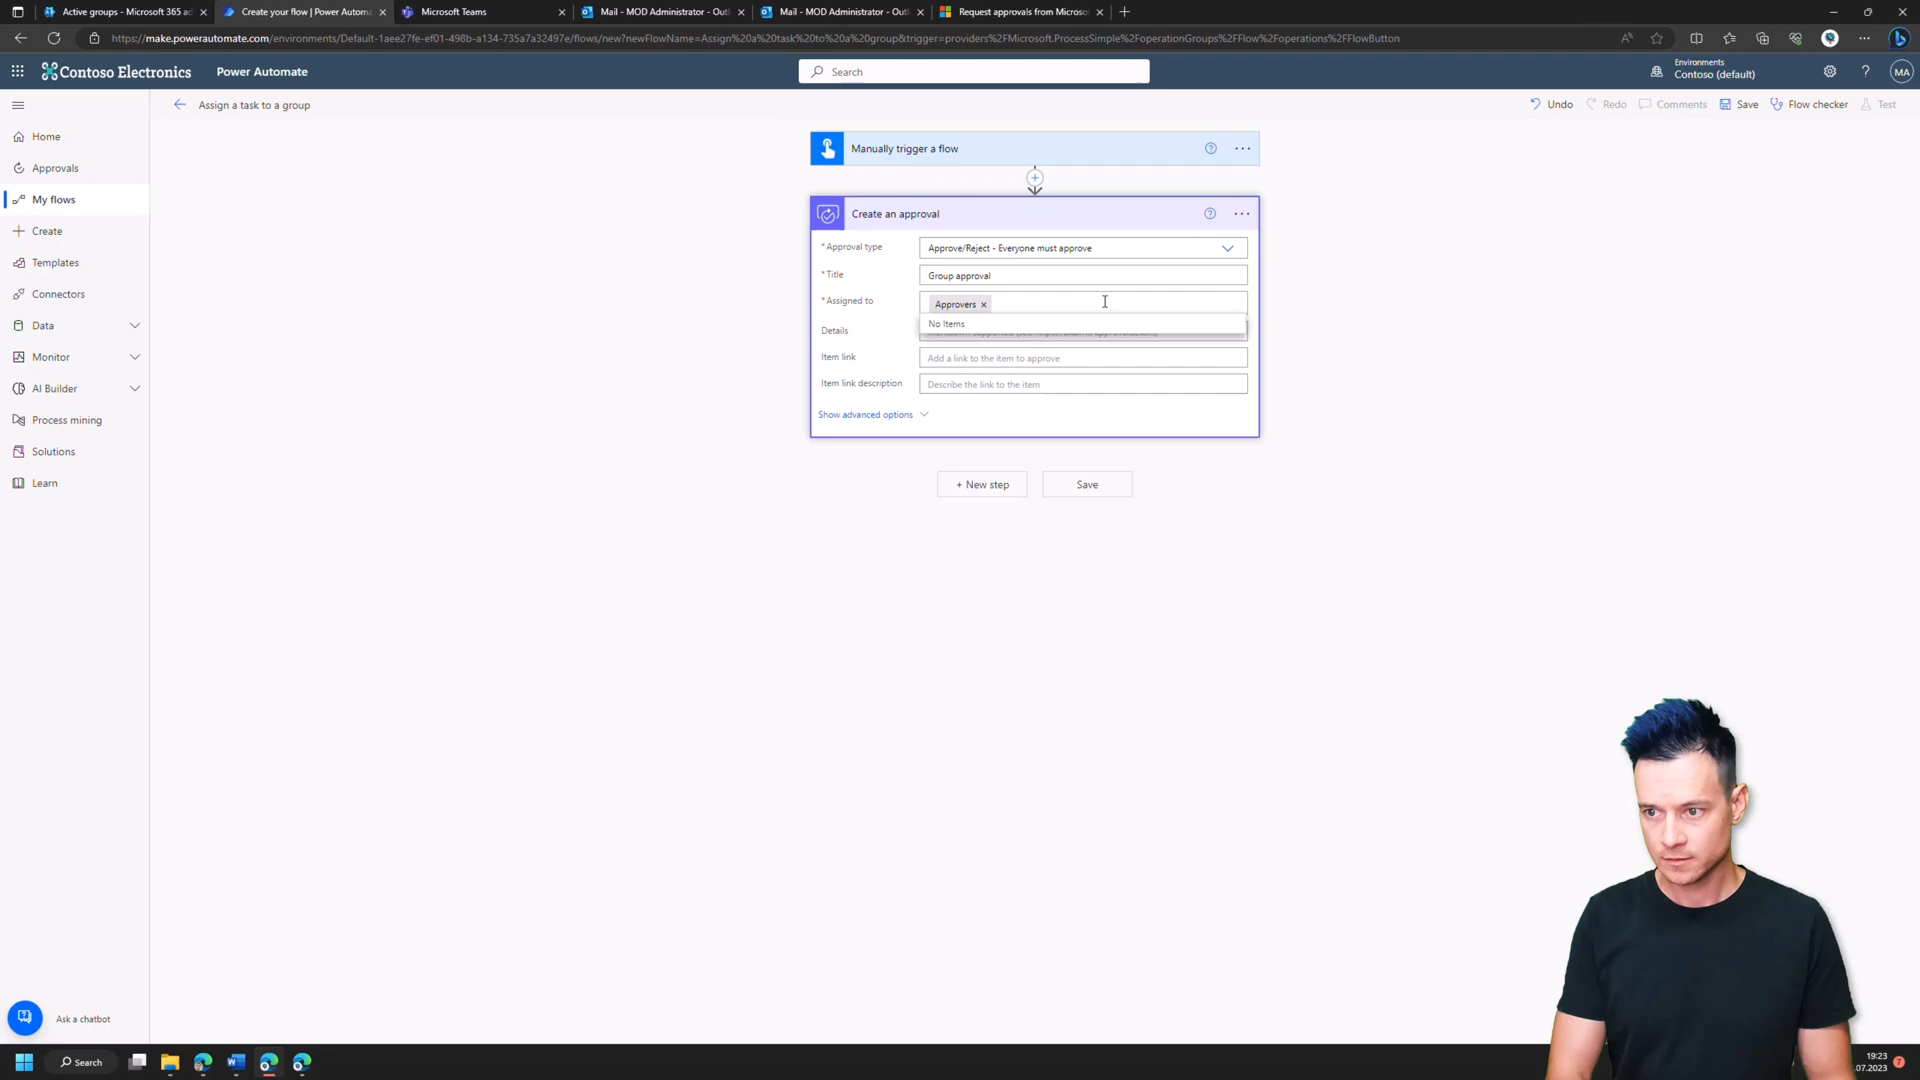 Active groups - Microsoft 365 ad
Create your flow | Power Automa
Microsoft Teams
Mail - MOD Administrator - Outl
Mail - MOD Administrator - Outl
Request approvals from Microso
https://make.powerautomate.com/environments/Default-1aee27fe-ef01-498b-a134-735a7a32497e/flows/new?newFlowName=Assign%20a%20task%20to%20a%20group&trigger=providers%2FMicrosoft.ProcessSimple%2FoperationGroups%2FFlow%2Foperations%2FFlowButton
Contoso Electronics
Power Automate
Search
Environments
Contoso (default)
MA
Assign a task to a group
Undo
Redo
Comments
Save
Flow checker
Test
Home
Approvals
My flows
Create
Templates
Connectors
Data
Monitor
AI Builder
Process mining
Solutions
Learn
Manually trigger a flow
Create an approval
* Approval type
Approve/Reject - Everyone must approve
* Title
Group approval
* Assigned to
Approvers
No Items
Details
Item link
Add a link to the item to approve
Item link description
Describe the link to the item
Show advanced options
+ New step
Save
Ask a chatbot
Search
19:23
.07.2023
7